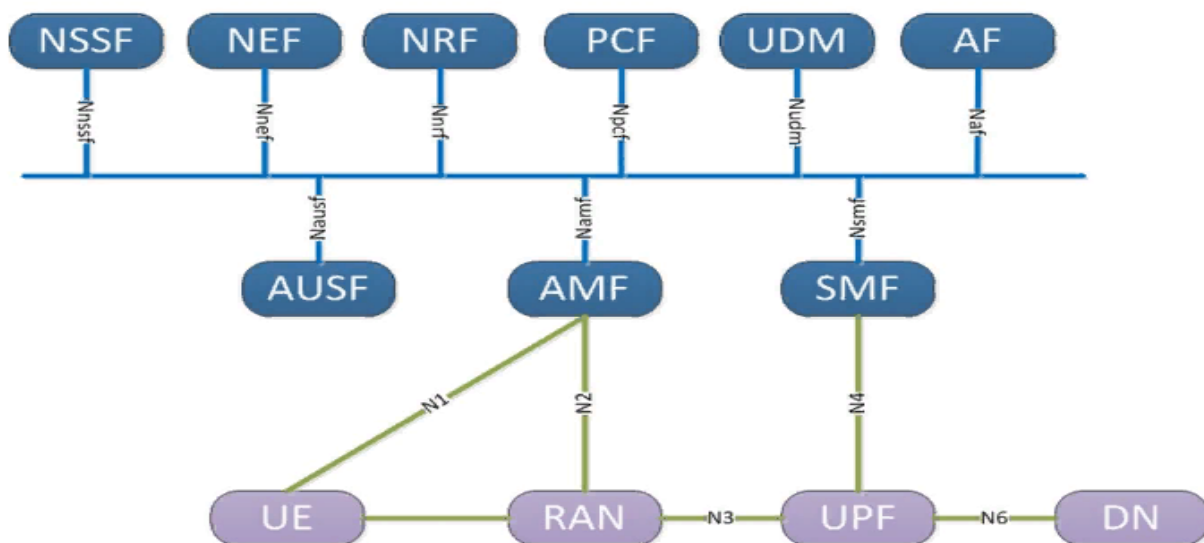 NSSF NEF NRF PCF UDM AF
Nnssf Nnef Nnrf Npcf Nudm Naf
Nausf Namf Nsmf
AUSF AMF SMF
N1 N2 N4
UE RAN N3 UPF N6 DN